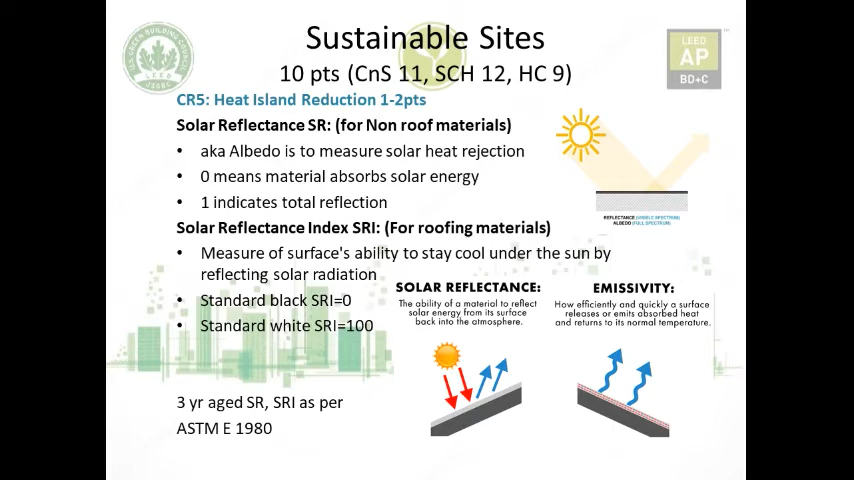 Sustainable Sites
10 pts (CnS 11, SCH 12, HC 9)
LEED
AP
BD+C
CR5: Heat Island Reduction 1-2pts
Solar Reflectance SR: (for Non roof materials)
• aka Albedo is to measure solar heat rejection
• 0 means material absorbs solar energy
• 1 indicates total reflection
REFLECTANCE (VISIBLE SPECTRUM)
ALBEDO (FULL SPECTRUM)
Solar Reflectance Index SRI: (For roofing materials)
• Measure of surface's ability to stay cool under the sun by
reflecting solar radiation
• Standard black SRI=0
• Standard white SRI=100
SOLAR REFLECTANCE:
The ability of a material to reflect
solar energy from its surface
back into the atmosphere.
EMISSIVITY:
How efficiently and quickly a surface
releases or emits absorbed heat
and returns to its normal temperature.
3 yr aged SR, SRI as per
ASTM E 1980